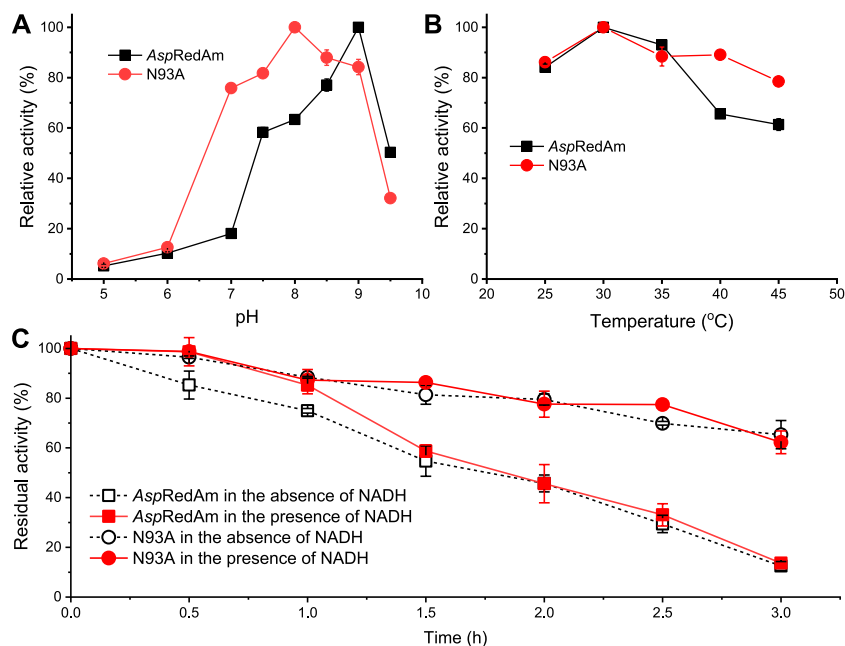 A
Relative activity (%)
100
80
60
40
20
0
AspRedAm
N93A
5 6 7 8 9 10
pH
B
Relative activity (%)
100
80
60
40
20
0
AspRedAm
N93A
20 25 30 35 40 45 50
Temperature (°C)
C
Residual activity (%)
100
80
60
40
20
0
AspRedAm in the absence of NADH
AspRedAm in the presence of NADH
N93A in the absence of NADH
N93A in the presence of NADH
0.0 0.5 1.0 1.5 2.0 2.5 3.0
Time (h)